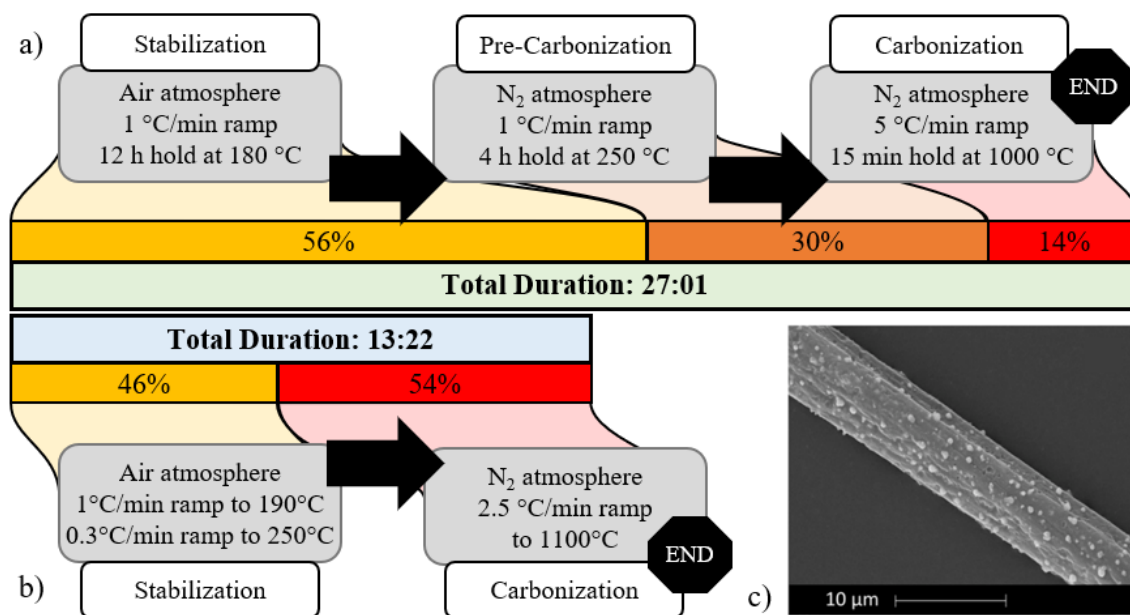 a)
Stabilization
Air atmosphere
1 °C/min ramp
12 h hold at 180 °C
Pre-Carbonization
N₂ atmosphere
1 °C/min ramp
4 h hold at 250 °C
Carbonization
END
N₂ atmosphere
5 °C/min ramp
15 min hold at 1000 °C
56%
30%
14%
Total Duration: 27:01
Total Duration: 13:22
46%
54%
Air atmosphere
1°C/min ramp to 190°C
0.3°C/min ramp to 250°C
Stabilization
b)
N₂ atmosphere
2.5 °C/min ramp
to 1100°C
END
Carbonization
c)
10 µm